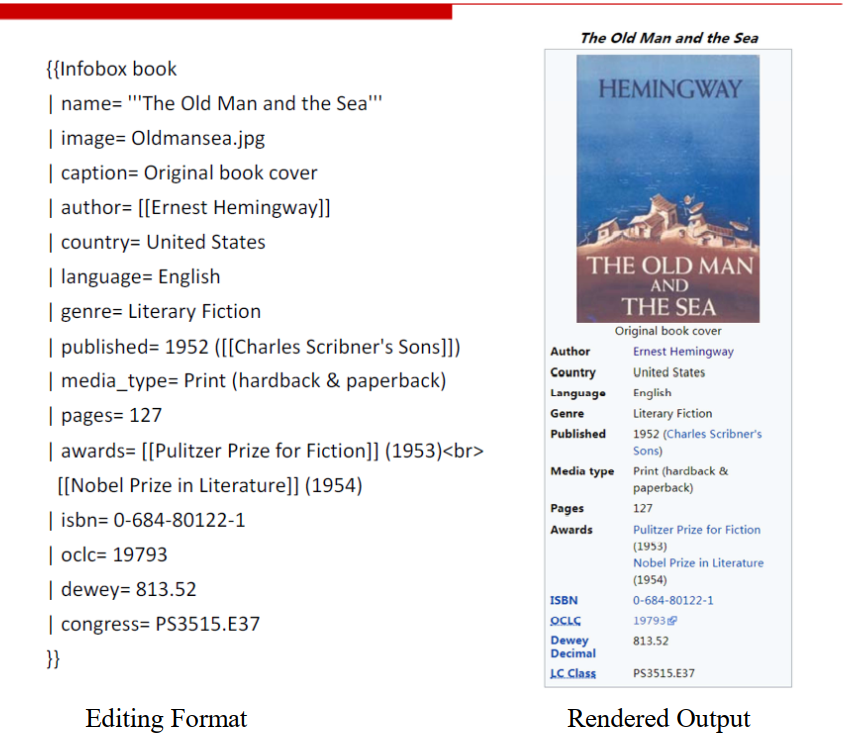 {{Infobox book
| name= '''The Old Man and the Sea'''
| image= Oldmansea.jpg
| caption= Original book cover
| author= [[Ernest Hemingway]]
| country= United States
| language= English
| genre= Literary Fiction
| published= 1952 ([[Charles Scribner's Sons]])
| media_type= Print (hardback & paperback)
| pages= 127
| awards= [[Pulitzer Prize for Fiction]] (1953)<br>
[[Nobel Prize in Literature]] (1954)
| isbn= 0-684-80122-1
| oclc= 19793
| dewey= 813.52
| congress= PS3515.E37
}}
Editing Format
The Old Man and the Sea
HEMINGWAY
THE OLD MAN
AND
THE SEA
Original book cover
Author Ernest Hemingway
Country United States
Language English
Genre Literary Fiction
Published 1952 (Charles Scribner's
Sons)
Media type Print (hardback &
paperback)
Pages 127
Awards Pulitzer Prize for Fiction
(1953)
Nobel Prize in Literature
(1954)
ISBN 0-684-80122-1
OCLC 19793
Dewey 813.52
Decimal
LC Class PS3515.E37
Rendered Output